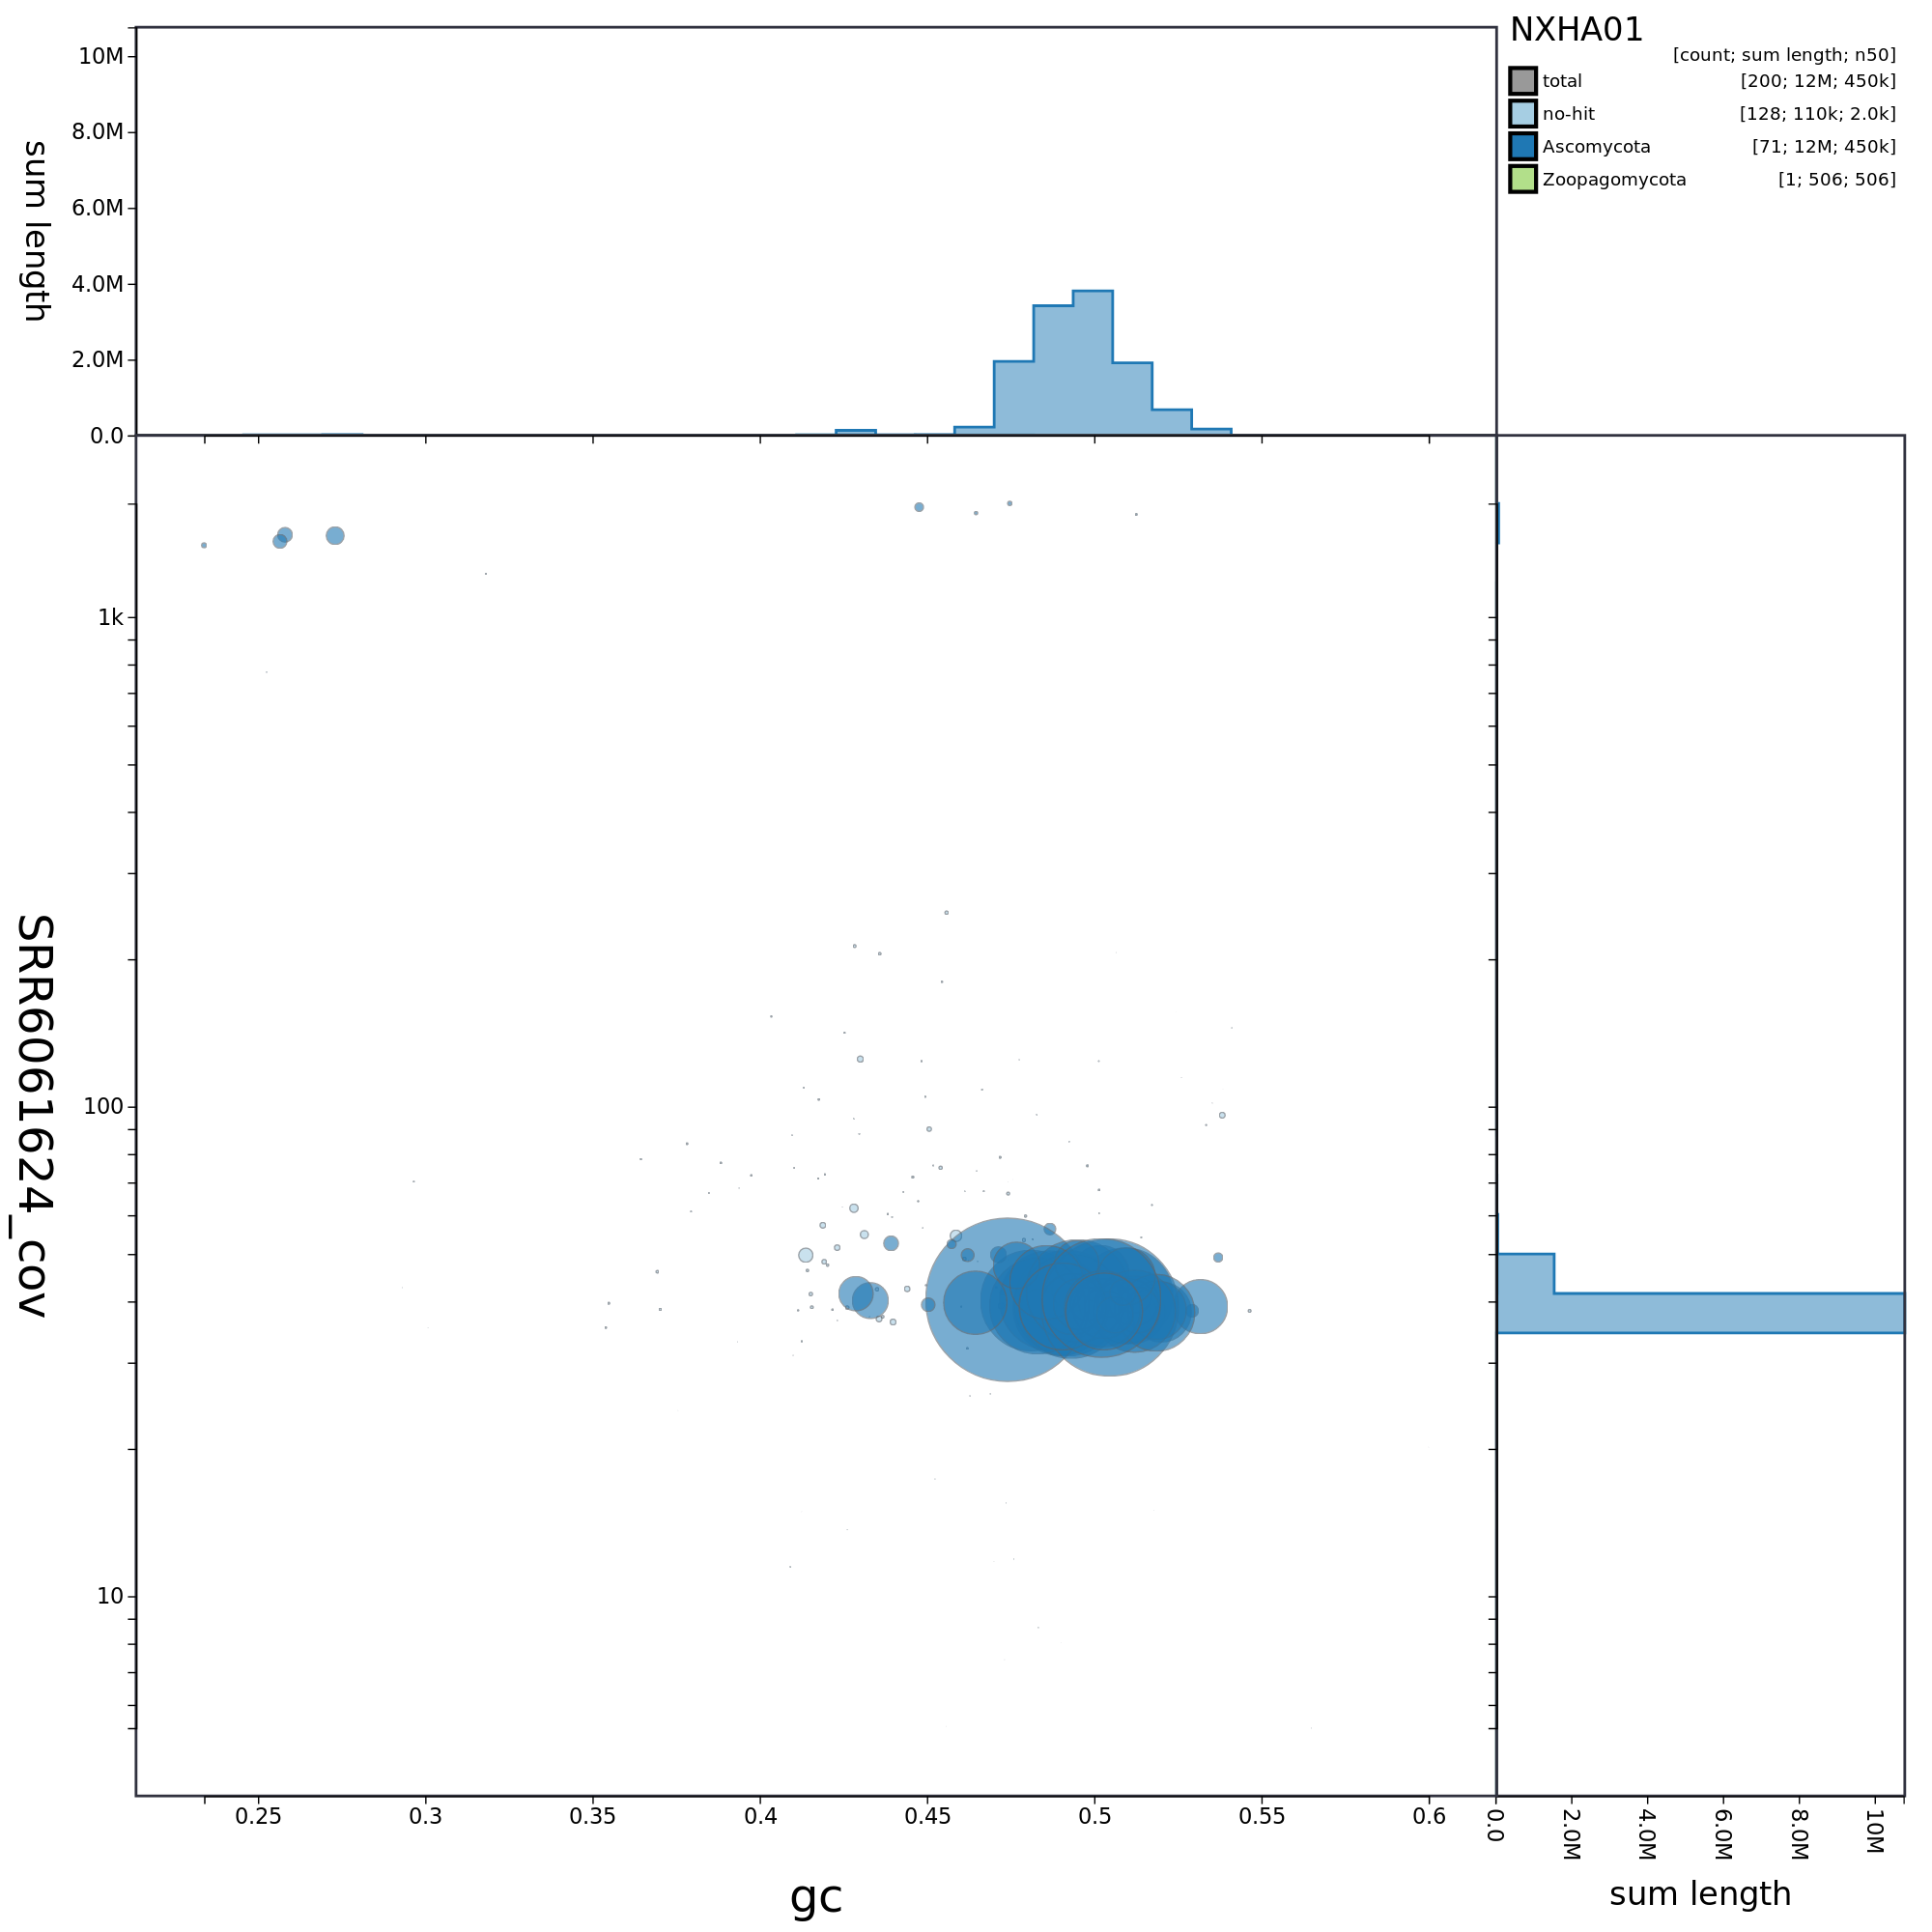 NXHA01
[count; sum length; n50]
total [200; 12M; 450k]
no-hit [128; 110k; 2.0k]
Ascomycota [71; 12M; 450k]
Zoopagomycota [1; 506; 506]
sum length
10M
8.0M
6.0M
4.0M
2.0M
0.0
SRR6061624_cov
1k
100
10
0.25 0.3 0.35 0.4 0.45 0.5 0.55 0.6
gc
0.0 2.0M 4.0M 6.0M 8.0M 10M
sum length